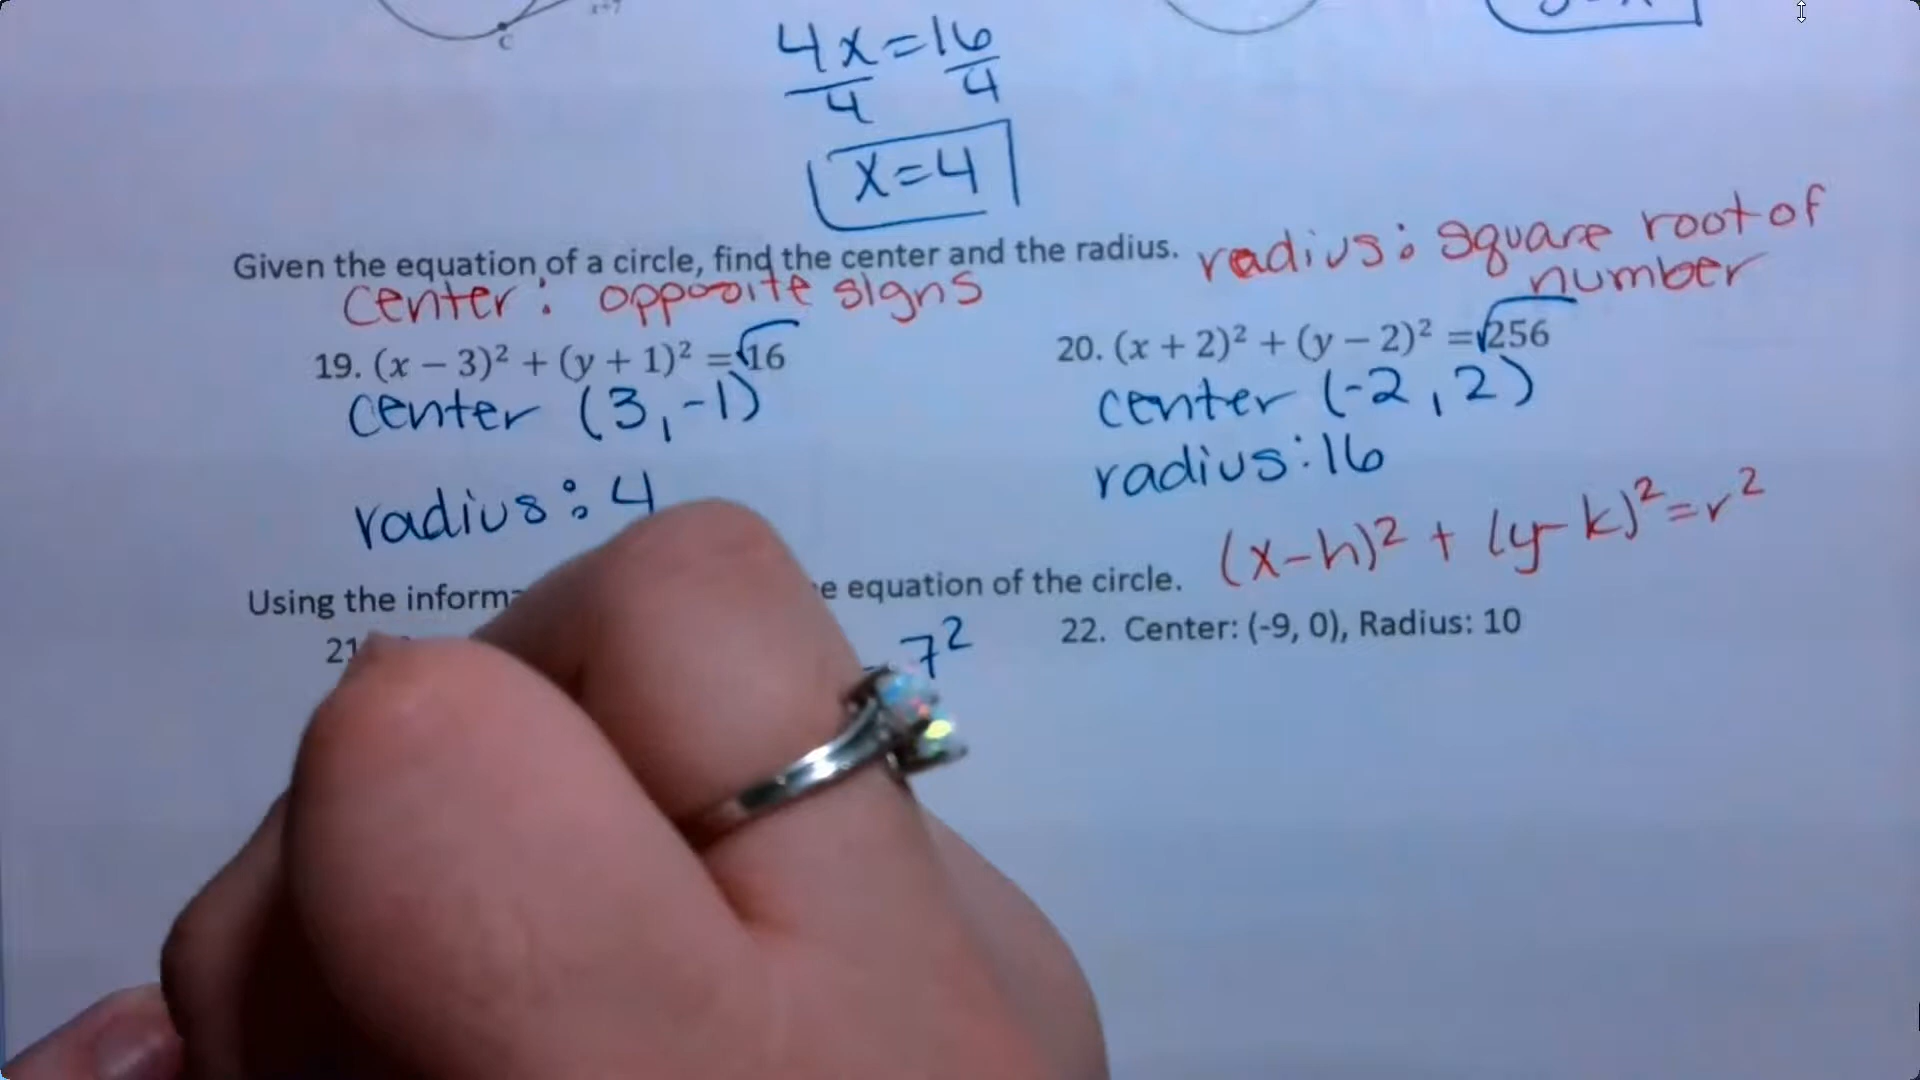 C
4x=16
4 4
x=4
Given the equation of a circle, find the center and the radius. radius: square root of
number
center: opposite signs
19. (x − 3)² + (y + 1)² = √16
center (3, -1)
radius: 4
20. (x + 2)² + (y − 2)² = √256
center (-2, 2)
radius: 16
(x-h)² + (y-k)² = r²
Using the e equation of the circle.
21
7²
22. Center: (-9, 0), Radius: 10